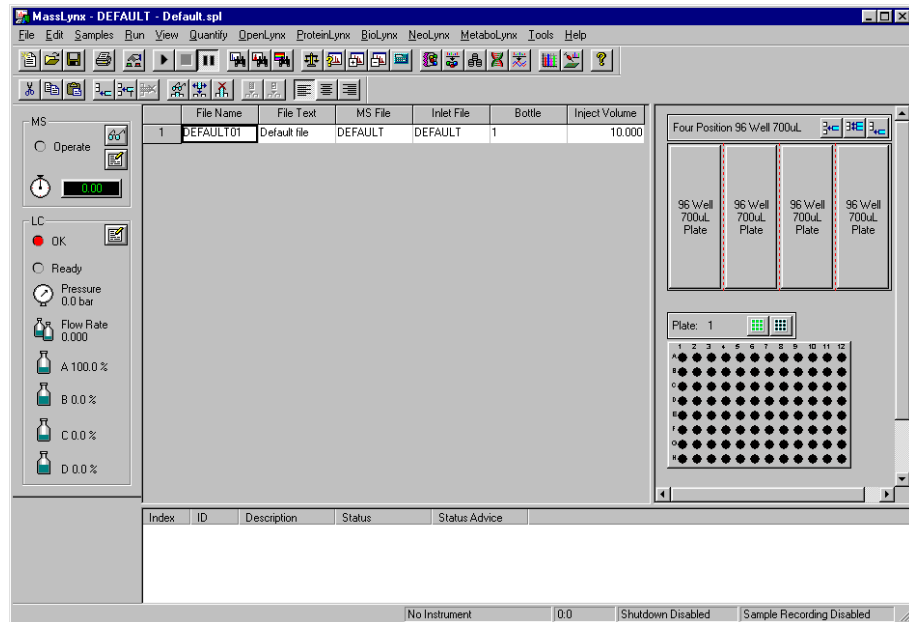 MassLynx - DEFAULT - Default.spl
File Edit Samples Run View Quantify OpenLynx ProteinLynx BioLynx NeoLynx MetaboLynx Tools Help
File Name File Text MS File Inlet File Bottle Inject Volume
1 DEFAULT01 Default file DEFAULT DEFAULT 1 10.000
MS
Operate
0.00
LC
OK
Ready
Pressure
0.0 bar
Flow Rate
0.000
A 100.0 %
B 0.0 %
C 0.0 %
D 0.0 %
Four Position 96 Well 700uL
96 Well 96 Well 96 Well 96 Well
700uL 700uL 700uL 700uL
Plate Plate Plate Plate
Plate: 1
1 2 3 4 5 6 7 8 9 10 11 12
A
B
C
D
E
F
G
H
Index ID Description Status Status Advice
No Instrument 0:0 Shutdown Disabled Sample Recording Disabled